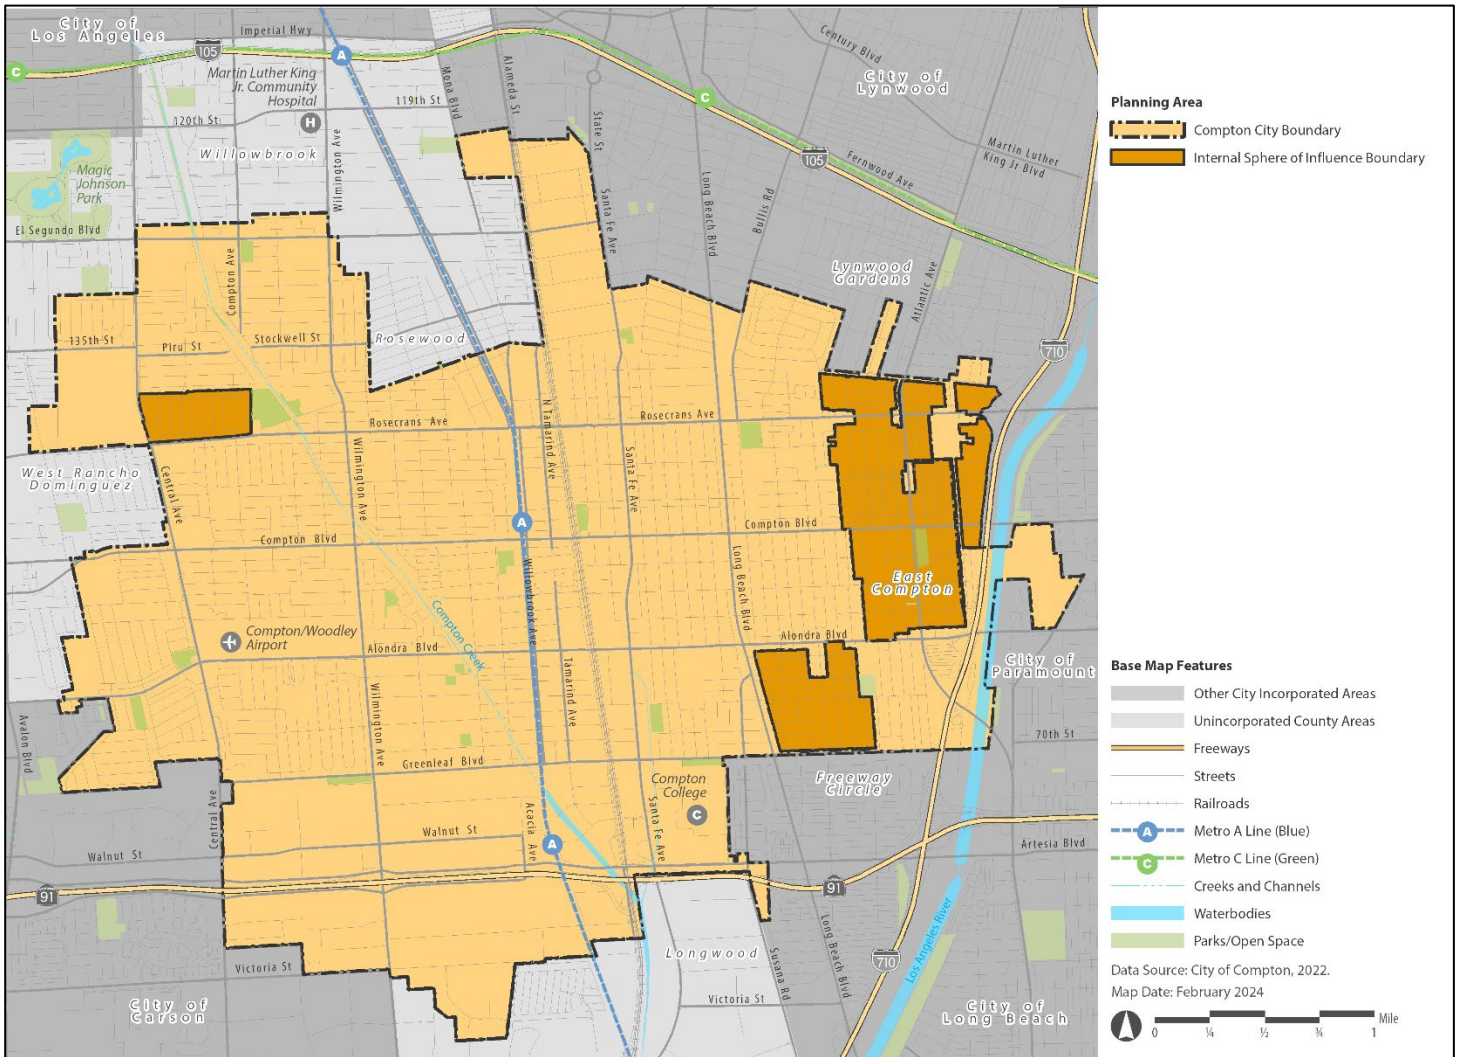 City of
Los Angeles
Imperial Hwy
105
A
C
Martin Luther King
Jr. Community
Hospital
H
119th St
120th St
Mona Blvd
Alameda St
State St
Century Blvd
City of
Lynwood
C
Martin Luther
King Jr Blvd
105
Fernwood Ave
Willowbrook
Wilmington Ave
Magic
Johnson
Park
El Segundo Blvd
Santa Fe Ave
Long Beach Blvd
Bullis Rd
Lynwood
Gardens
Atlantic Ave
Compton Ave
135th St
Piru St
Stockwell St
Rosewood
710
Rosecrans Ave
Rosecrans Ave
N Tamarind Ave
West Rancho
Dominguez
Central Ave
Wilmington Ave
Santa Fe Ave
A
Compton Blvd
Compton Blvd
Willowbrook Ave
Long Beach Blvd
East
Compton
Compton Creek
Compton/Woodley
Airport
Alondra Blvd
Alondra Blvd
City of
Paramount
Tamarind Ave
Wilmington Ave
Avalon Blvd
70th St
Greenleaf Blvd
Compton
College
C
Freeway
Circle
Central Ave
Acacia Ave
Santa Fe Ave
Walnut St
Walnut St
A
Artesia Blvd
91
91
Los Angeles River
Longwood
Susana Rd
Long Beach Blvd
710
Victoria St
Victoria St
City of
Carson
City of
Long Beach
Planning Area
Compton City Boundary
Internal Sphere of Influence Boundary
Base Map Features
Other City Incorporated Areas
Unincorporated County Areas
Freeways
Streets
Railroads
A
Metro A Line (Blue)
C
Metro C Line (Green)
Creeks and Channels
Waterbodies
Parks/Open Space
Data Source: City of Compton, 2022.
Map Date: February 2024
Mile
0 ¼ ½ ¾ 1